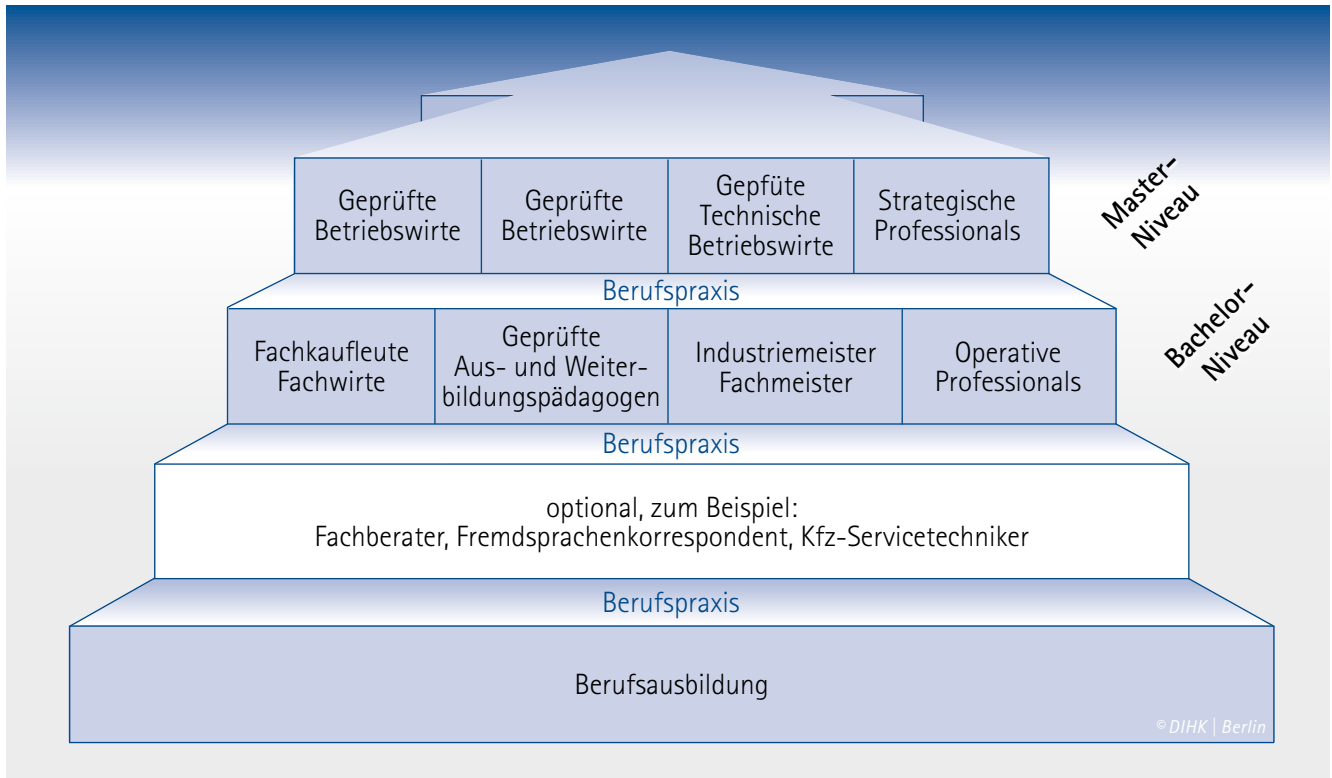 Geprüfte
Betriebswirte
Geprüfte
Betriebswirte
Gepfüte
Technische
Betriebswirte
Strategische
Professionals
Master-
Niveau
Berufspraxis
Fachkaufleute
Fachwirte
Geprüfte
Aus- und Weiter-
bildungspädagogen
Industriemeister
Fachmeister
Operative
Professionals
Bachelor-
Niveau
Berufspraxis
optional, zum Beispiel:
Fachberater, Fremdsprachenkorrespondent, Kfz-Servicetechniker
Berufspraxis
Berufsausbildung
© DIHK | Berlin